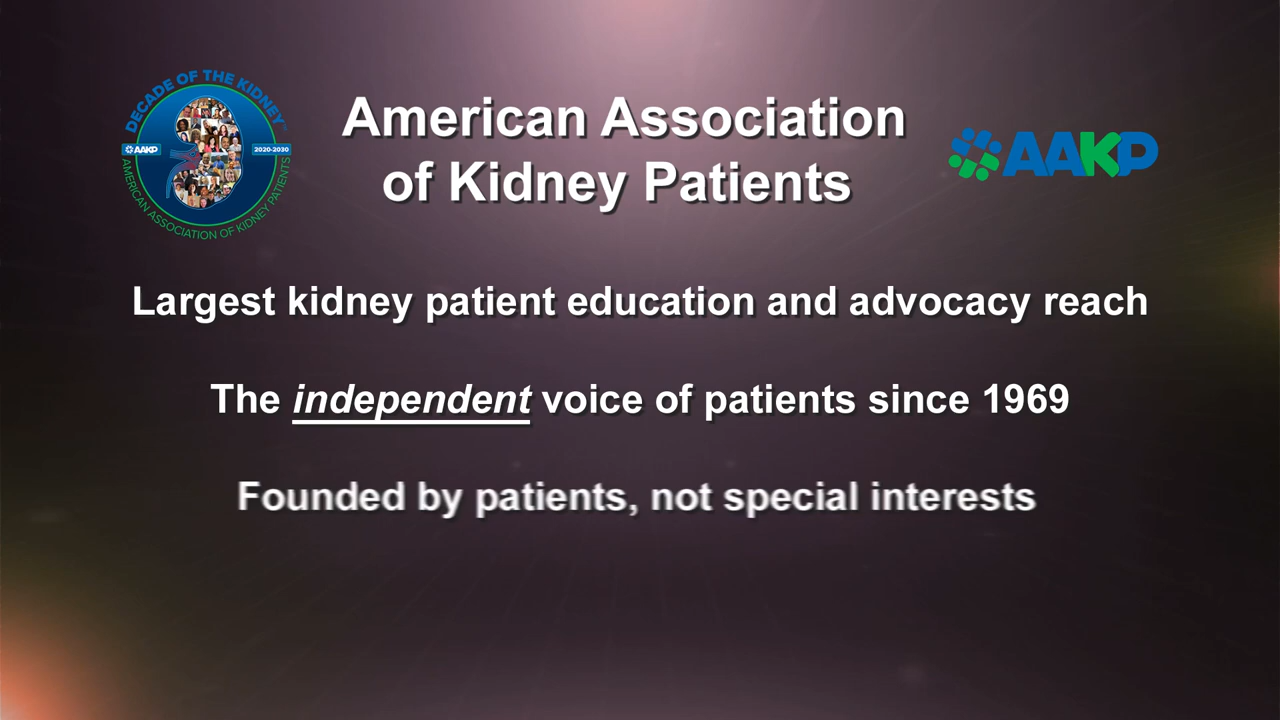 DECADE OF THE KIDNEY™
AAKP
2020-2030
AMERICAN ASSOCIATION OF KIDNEY PATIENTS
American Association
of Kidney Patients
AAKP
Largest kidney patient education and advocacy reach
The independent voice of patients since 1969
Founded by patients, not special interests